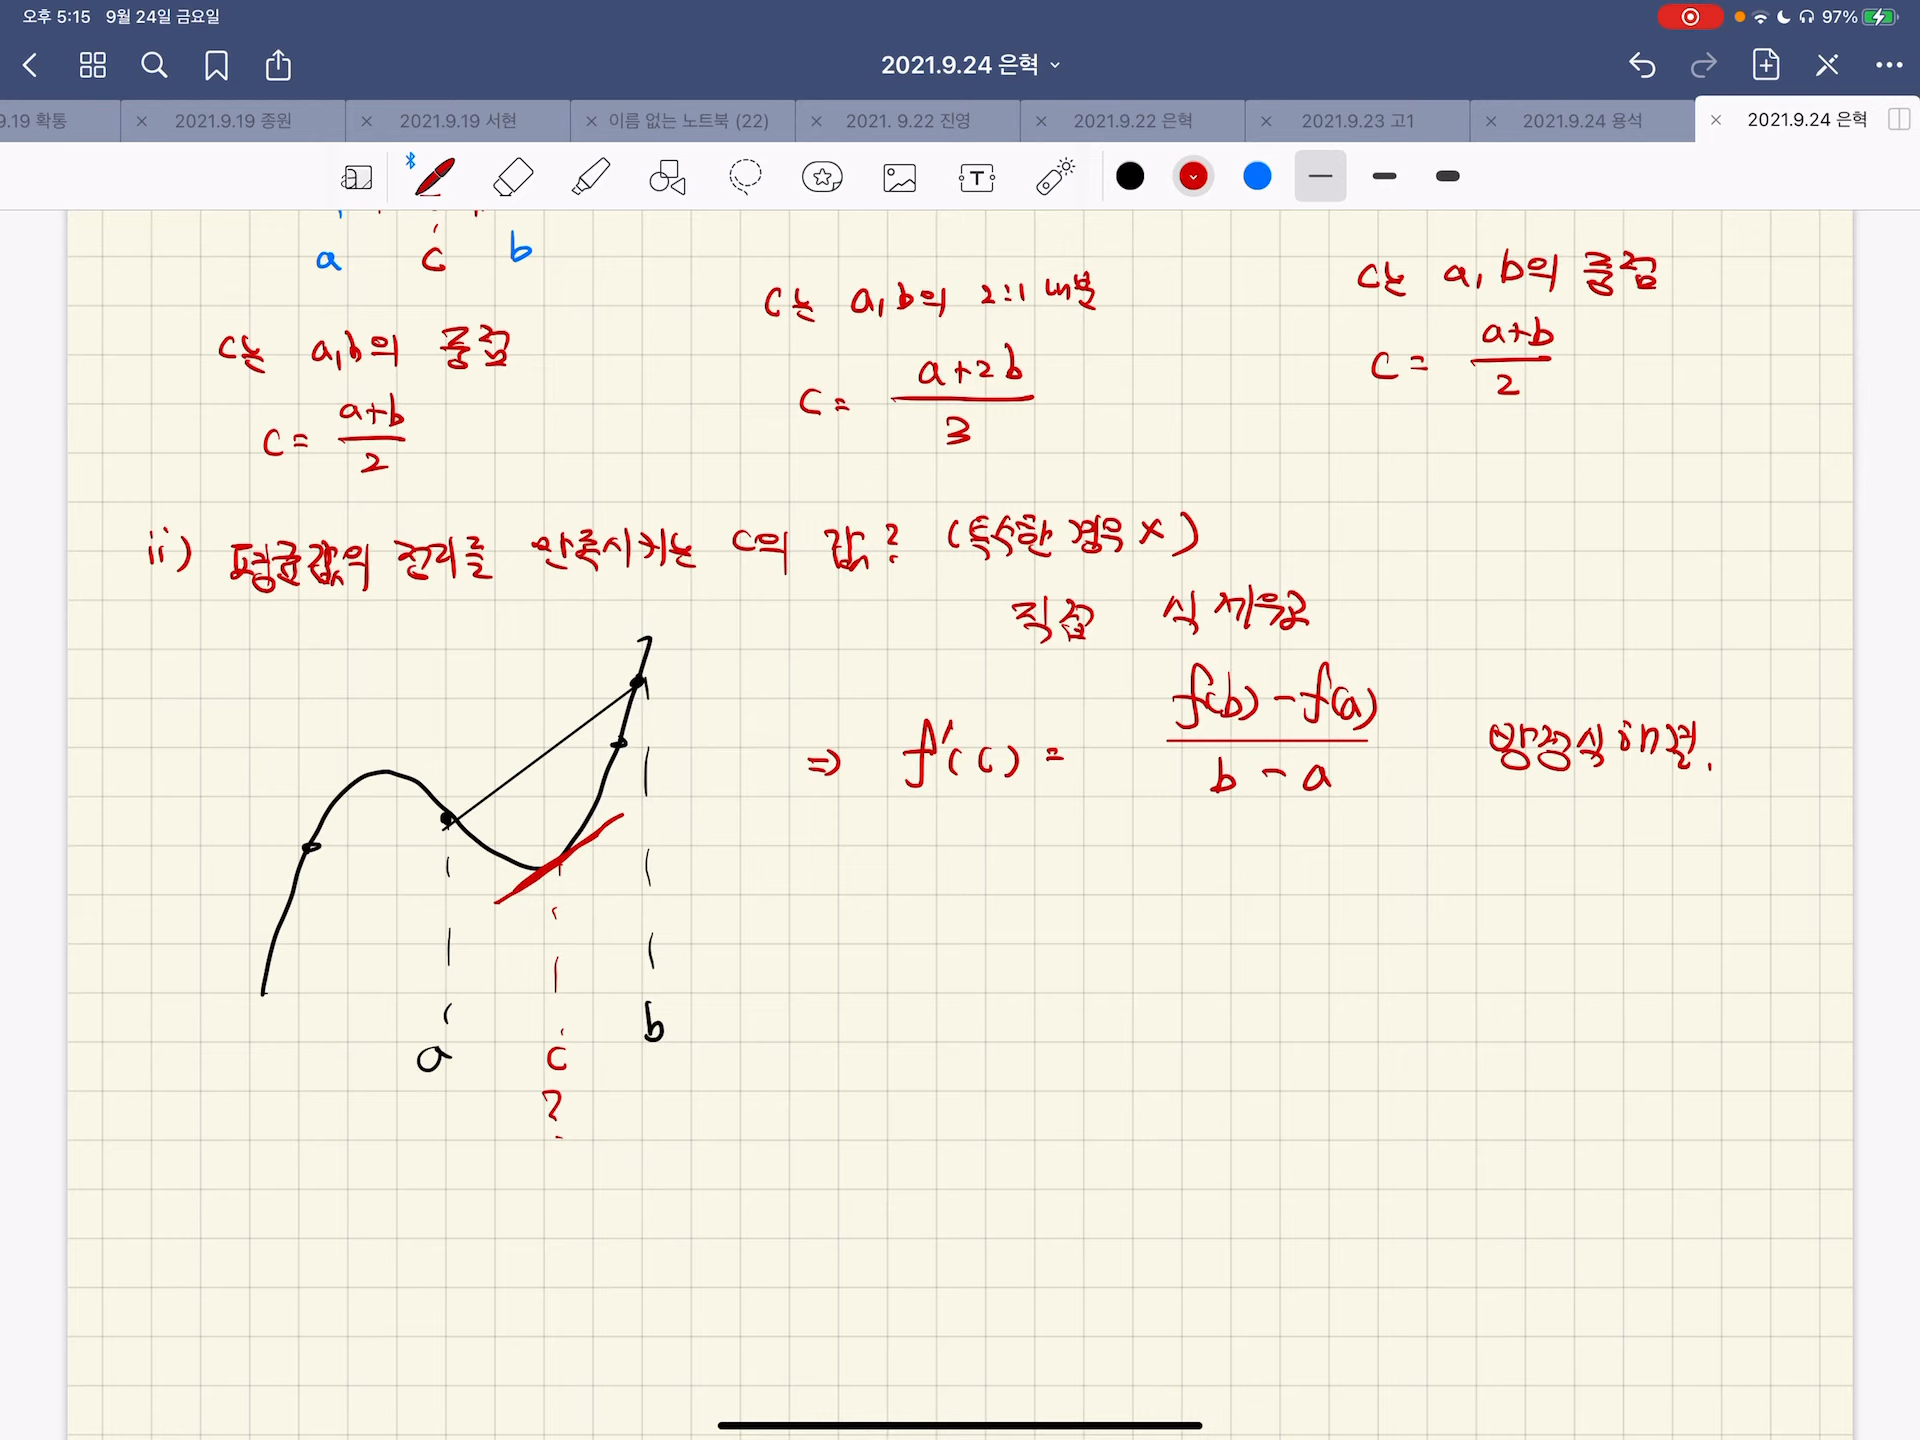 오후 5:15 9월 24일 금요일
97%
2021.9.24 은혁
9.19 확통
2021.9.19 종원
2021.9.19 서현
이름 없는 노트북 (22)
2021. 9.22 진영
2021.9.22 은혁
2021.9.23 고1
2021.9.24 용석
2021.9.24 은혁
a c b
c는 a,b의 중점
c = a+b / 2
c는 a,b의 2:1 내분
c = a+2b / 3
c는 a,b의 중점
c = a+b / 2
ii) 평균값의 정리를 만족시키는 c의 값? (특수한 경우 x)
직접 식 세우고
⇒ f'(c) = f(b) - f(a) / b - a 방정식 해결.
a c b
?